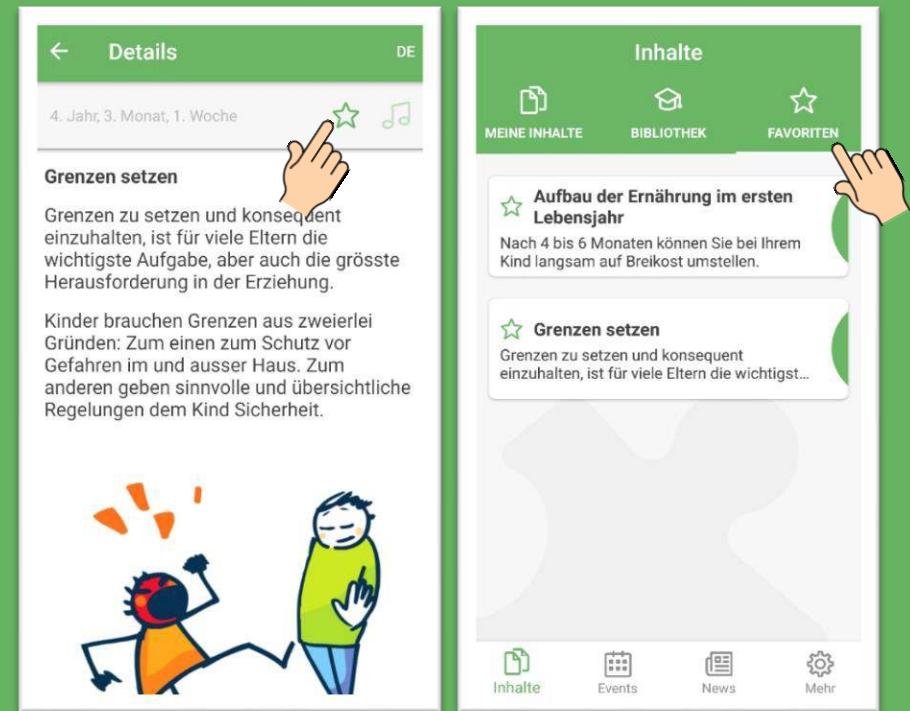 Details
DE
4. Jahr, 3. Monat, 1. Woche
Grenzen setzen
Grenzen zu setzen und konsequent
einzuhalten, ist für viele Eltern die
wichtigste Aufgabe, aber auch die grösste
Herausforderung in der Erziehung.
Kinder brauchen Grenzen aus zweierlei
Gründen: Zum einen zum Schutz vor
Gefahren im und ausser Haus. Zum
anderen geben sinnvolle und übersichtliche
Regelungen dem Kind Sicherheit.
Inhalte
MEINE INHALTE
BIBLIOTHEK
FAVORITEN
Aufbau der Ernährung im ersten
Lebensjahr
Nach 4 bis 6 Monaten können Sie bei Ihrem
Kind langsam auf Breikost umstellen.
Grenzen setzen
Grenzen zu setzen und konsequent
einzuhalten, ist für viele Eltern die wichtigst...
Inhalte
Events
News
Mehr